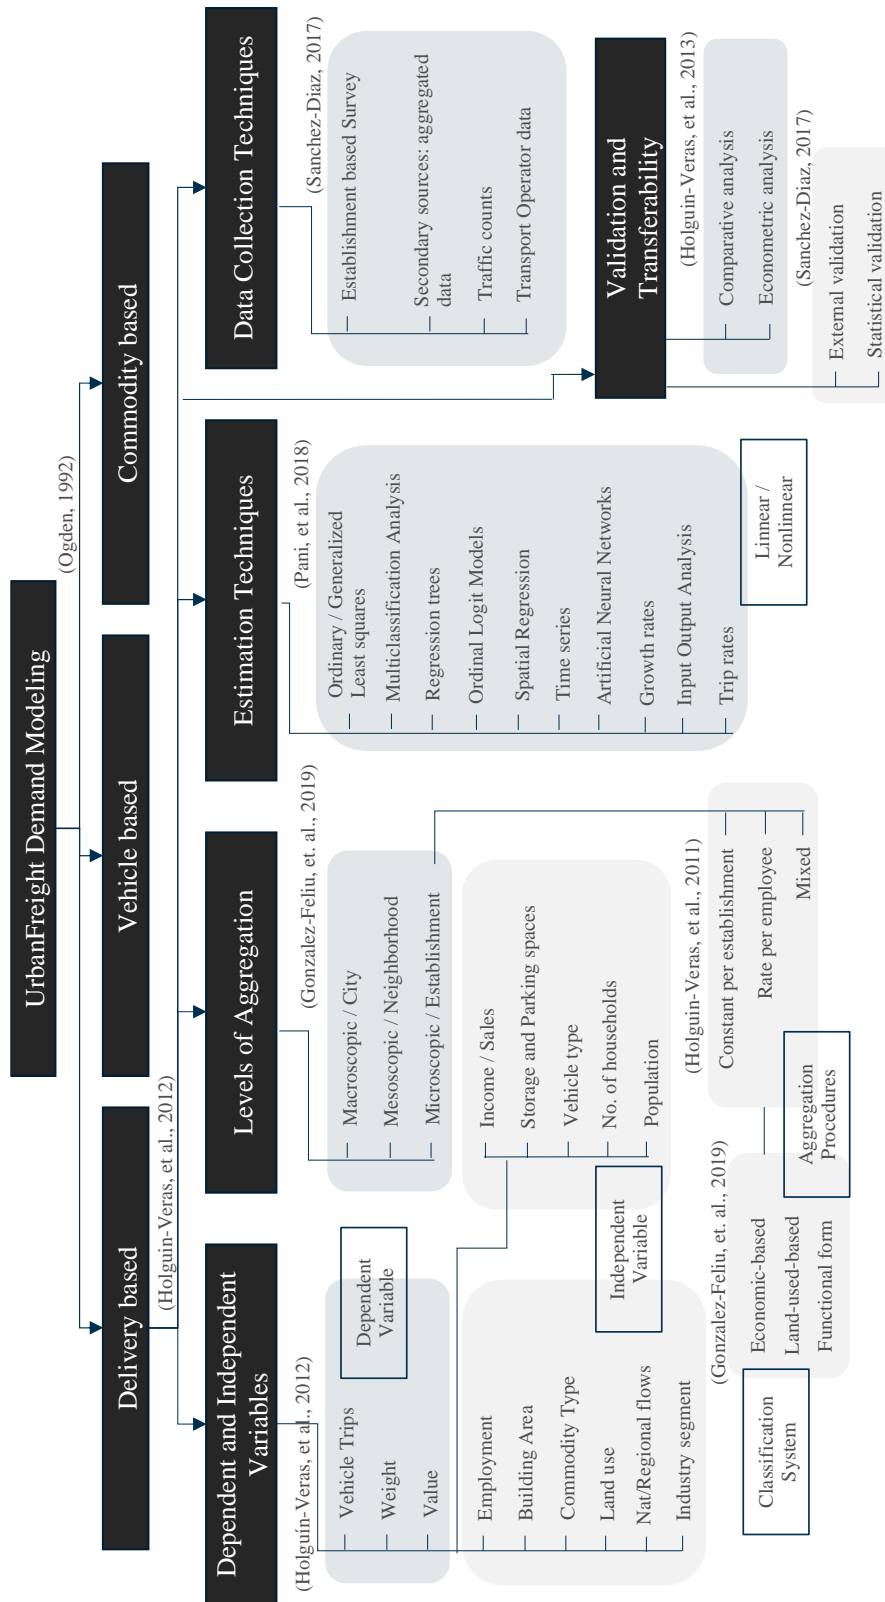 UrbanFreight Demand Modeling
(Ogden, 1992)
Delivery based
Vehicle based
Commodity based
(Holguin-Veras, et al., 2012)
Dependent and Independent
Variables
Levels of Aggregation
Estimation Techniques
Data Collection Techniques
(Holguín-Veras, et al., 2012)
Vehicle Trips
Weight
Value
Dependent
Variable
Employment
Building Area
Commodity Type
Land use
Nat/Regional flows
Industry segment
Independent
Variable
Income / Sales
Storage and Parking spaces
Vehicle type
No. of households
Population
(Gonzalez-Feliu, et. al., 2019)
Macroscopic / City
Mesoscopic / Neighborhood
Microscopic / Establishment
(Gonzalez-Feliu, et. al., 2019)
Classification
System
Economic-based
Land-used-based
Functional form
Aggregation
Procedures
(Holguin-Veras, et al., 2011)
Constant per establishment
Rate per employee
Mixed
(Pani, et al., 2018)
Ordinary / Generalized
Least squares
Multiclassification Analysis
Regression trees
Ordinal Logit Models
Spatial Regression
Time series
Artificial Neural Networks
Growth rates
Input Output Analysis
Trip rates
Linnear /
Nonlinnear
(Sanchez-Diaz, 2017)
Establishment based Survey
Secondary sources: aggregated
data
Traffic counts
Transport Operator data
Validation and
Transferability
(Holguin-Veras, et al., 2013)
Comparative analysis
Econometric analysis
(Sanchez-Diaz, 2017)
External validation
Statistical validation